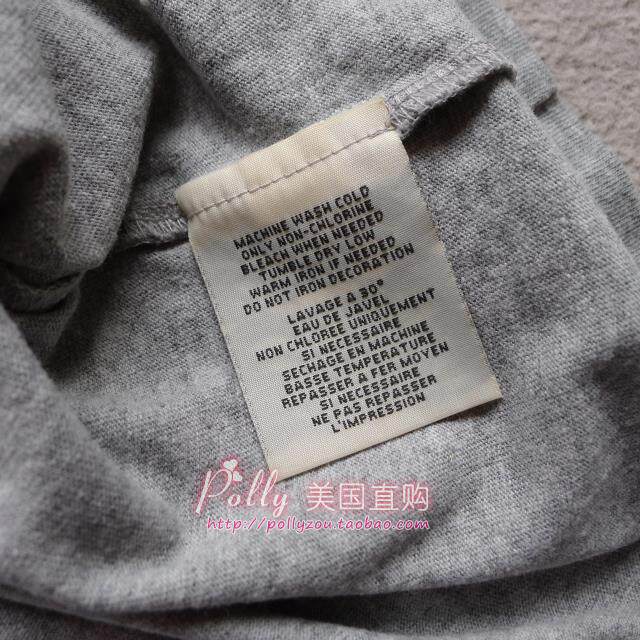 MACHINE WASH COLD
ONLY NON-CHLORINE
BLEACH WHEN NEEDED
TUMBLE DRY LOW
WARM IRON IF NEEDED
DO NOT IRON DECORATION
LAVAGE A 30°
EAU DE JAVEL
NON CHLOREE UNIQUEMENT
SI NECESSAIRE
SECHAGE EN MACHINE
BASSE TEMPERATURE
REPASSER A FER MOYEN
SI NECESSAIRE
NE PAS REPASSER
L'IMPRESSION
Polly 美国直购
http://pollyzou.taobao.com